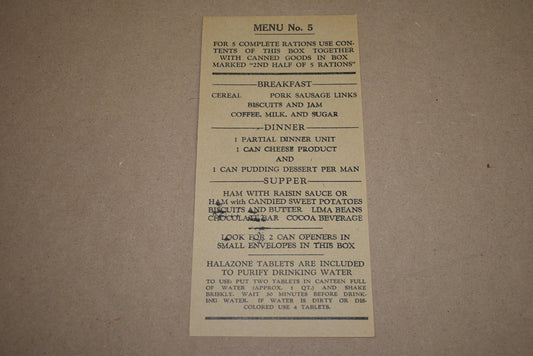 MENU No. 5
FOR 5 COMPLETE RATIONS USE CON-
TENTS OF THIS BOX TOGETHER
WITH CANNED GOODS IN BOX
MARKED "2ND HALF OF 5 RATIONS"
BREAKFAST
CEREAL PORK SAUSAGE LINKS
BISCUITS AND JAM
COFFEE, MILK, AND SUGAR
DINNER
1 PARTIAL DINNER UNIT
1 CAN CHEESE PRODUCT
AND
1 CAN PUDDING DESSERT PER MAN
SUPPER
HAM WITH RAISIN SAUCE OR
HAM with CANDIED SWEET POTATOES
BISCUITS AND BUTTER LIMA BEANS
CHOCOLATE BAR COCOA BEVERAGE
LOOK FOR 2 CAN OPENERS IN
SMALL ENVELOPES IN THIS BOX
HALAZONE TABLETS ARE INCLUDED
TO PURIFY DRINKING WATER
TO USE: PUT TWO TABLETS IN CANTEEN FULL
OF WATER (APPROX. 1 QT.) AND SHAKE
BRISKLY. WAIT 30 MINUTES BEFORE DRINK-
ING WATER. IF WATER IS DIRTY OR DIS-
COLORED USE 4 TABLETS.